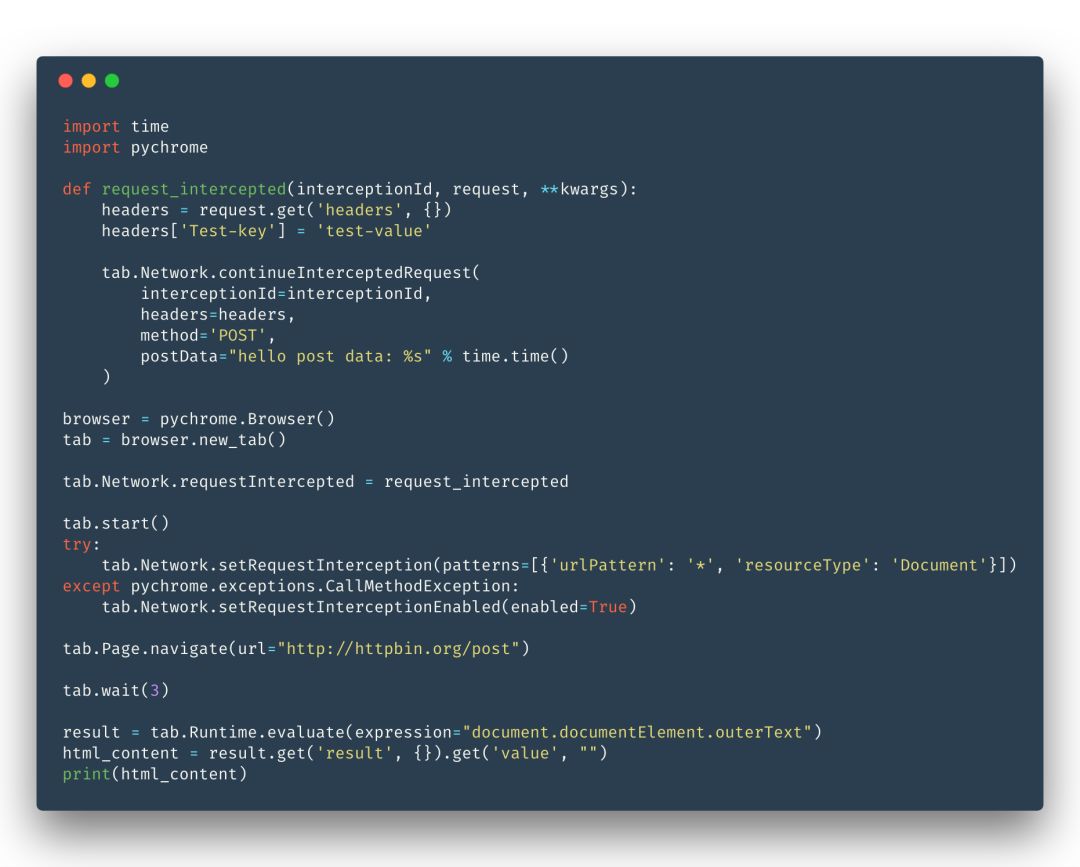 import time
import pychrome

def request_intercepted(interceptionId, request, **kwargs):
    headers = request.get('headers', {})
    headers['Test-key'] = 'test-value'

    tab.Network.continueInterceptedRequest(
        interceptionId=interceptionId,
        headers=headers,
        method='POST',
        postData="hello post data: %s" % time.time()
    )

browser = pychrome.Browser()
tab = browser.new_tab()

tab.Network.requestIntercepted = request_intercepted

tab.start()
try:
    tab.Network.setRequestInterception(patterns=[{'urlPattern': '*', 'resourceType': 'Document'}])
except pychrome.exceptions.CallMethodException:
    tab.Network.setRequestInterceptionEnabled(enabled=True)

tab.Page.navigate(url="http://httpbin.org/post")

tab.wait(3)

result = tab.Runtime.evaluate(expression="document.documentElement.outerText")
html_content = result.get('result', {}).get('value', "")
print(html_content)